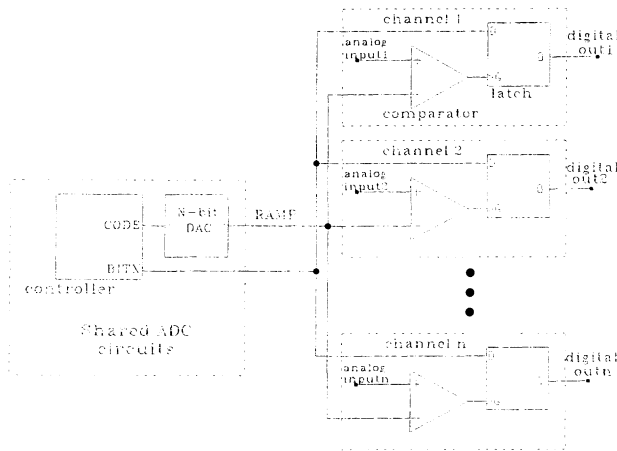 channel 1
analog
input1
D
Q
G
digital
out1
latch
comparator
channel 2
analog
input2
digital
out2
N-bit
DAC
RAMP
CODE
BITX
controller
Shared ADC
circuits
channel n
analog
inputn
digital
outn